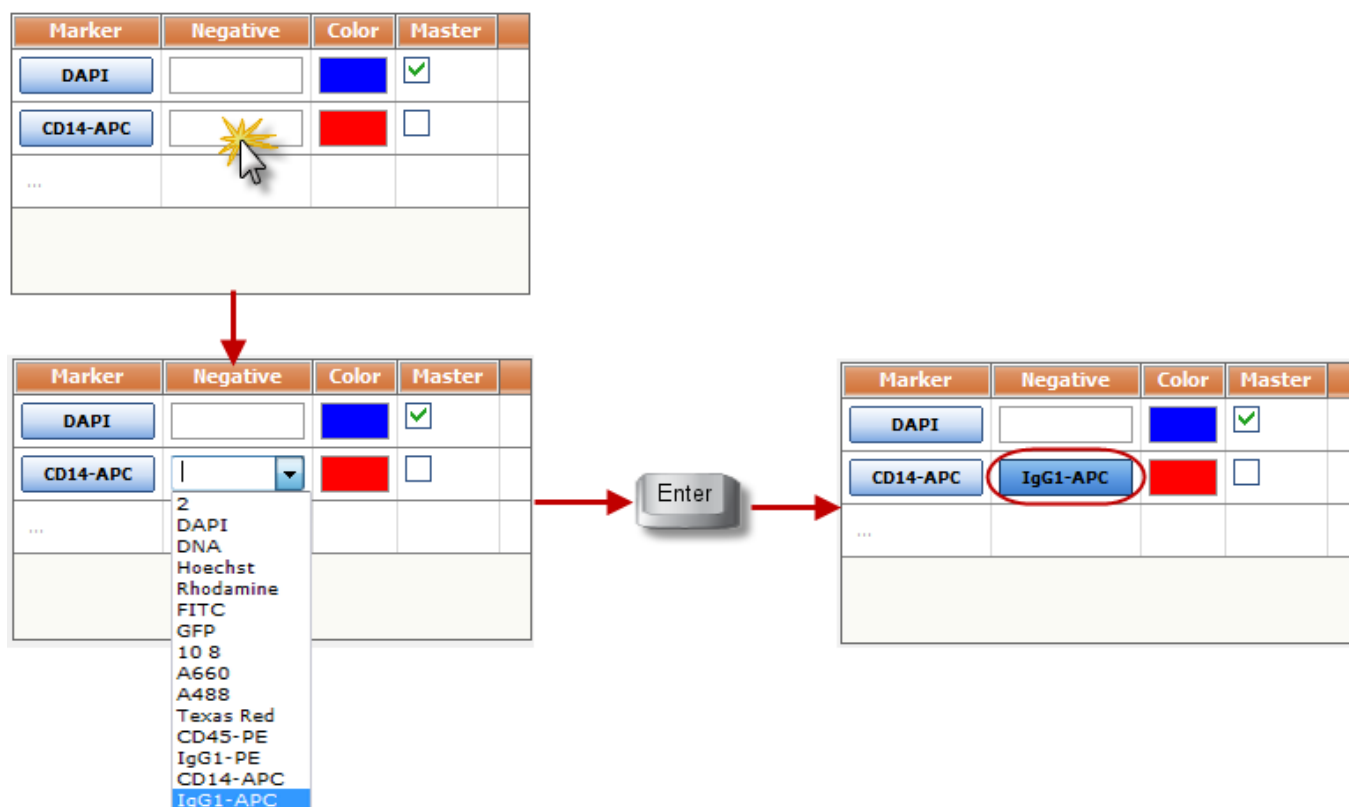 Marker Negative Color Master
DAPI
CD14-APC
...
Marker Negative Color Master
DAPI
CD14-APC
...
2
DAPI
DNA
Hoechst
Rhodamine
FITC
GFP
10 8
A660
A488
Texas Red
CD45-PE
IgG1-PE
CD14-APC
IgG1-APC
Enter
Marker Negative Color Master
DAPI
CD14-APC IgG1-APC
...